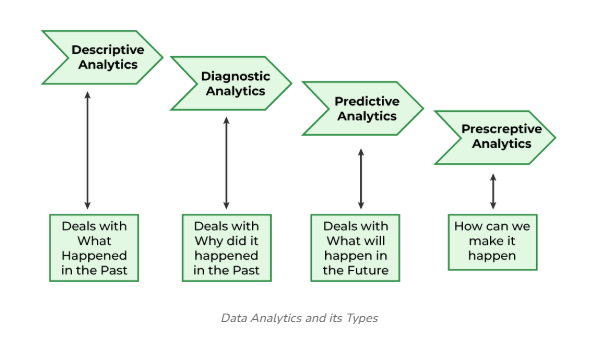 Descriptive
Analytics
Diagnostic
Analytics
Predictive
Analytics
Prescreptive
Analytics
Deals with
What
Happened
in the Past
Deals with
Why did it
happened
in the Past
Deals with
What will
happen in
the Future
How can we
make it
happen
Data Analytics and its Types